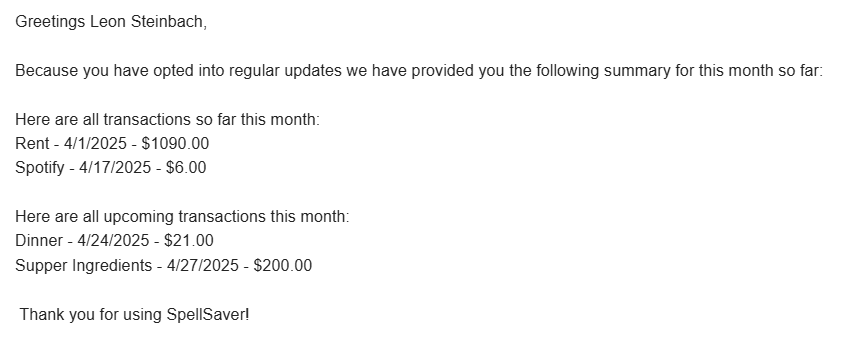 Greetings Leon Steinbach,
Because you have opted into regular updates we have provided you the following summary for this month so far:
Here are all transactions so far this month:
Rent - 4/1/2025 - $1090.00
Spotify - 4/17/2025 - $6.00
Here are all upcoming transactions this month:
Dinner - 4/24/2025 - $21.00
Supper Ingredients - 4/27/2025 - $200.00
Thank you for using SpellSaver!